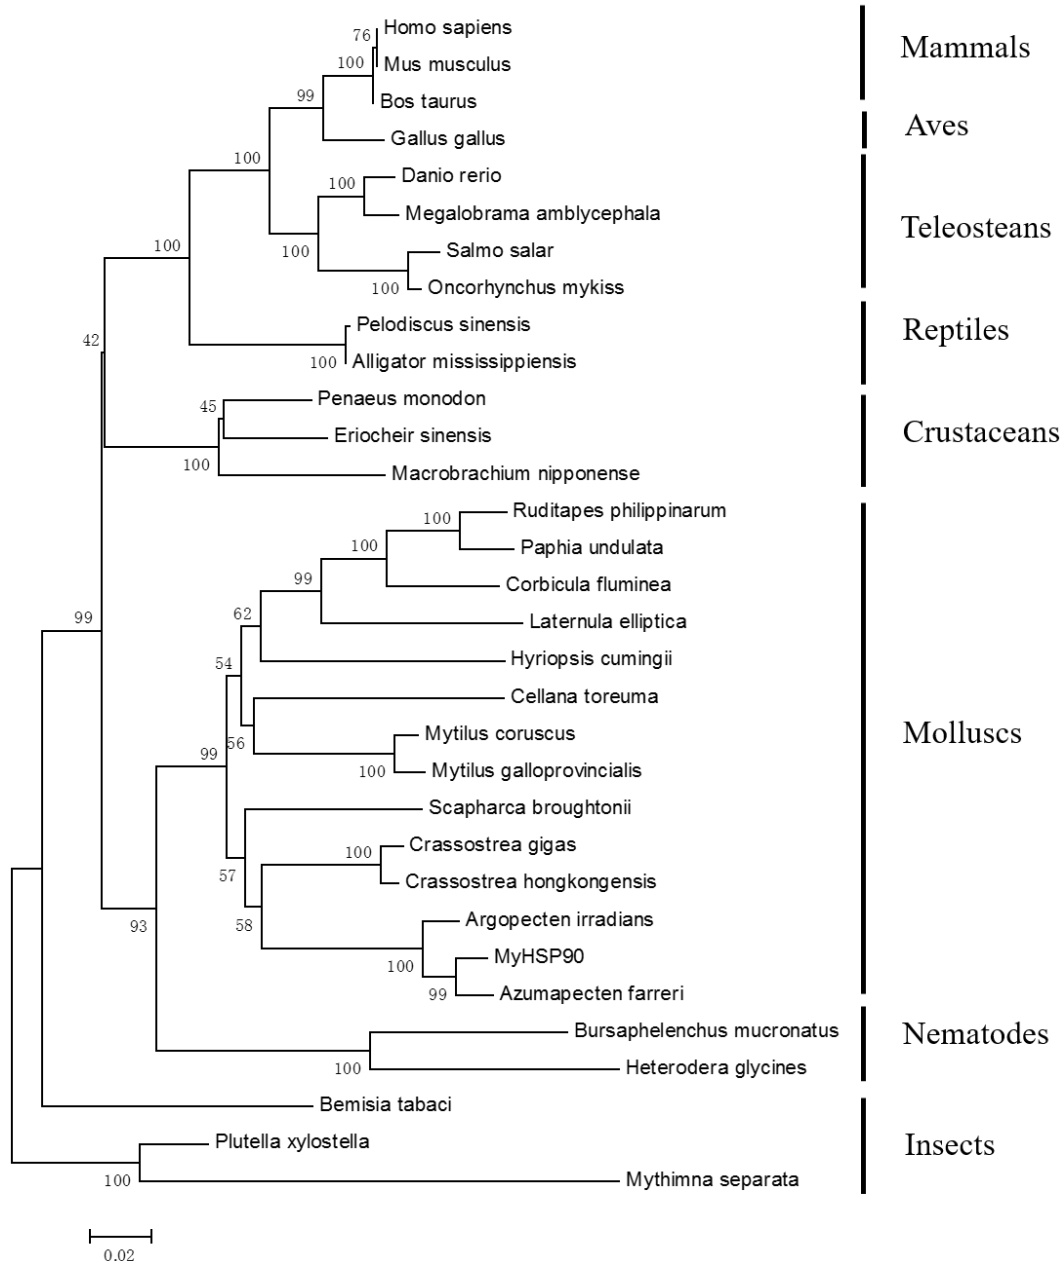 Homo sapiens
76
Mammals
Mus musculus
100
Bos taurus
99
Aves
Gallus gallus
100
Danio rerio
100
Megalobrama amblycephala
Teleosteans
100
Salmo salar
100
Oncorhynchus mykiss
100
Pelodiscus sinensis
Reptiles
42
Alligator mississippiensis
100
Penaeus monodon
45
Eriocheir sinensis
Crustaceans
100
Macrobrachium nipponense
Ruditapes philippinarum
100
Paphia undulata
100
Corbicula fluminea
99
Laternula elliptica
99
62
Hyriopsis cumingii
54
Cellana toreuma
Mytilus coruscus
Molluscs
56
99
Mytilus galloprovincialis
100
Scapharca broughtonii
Crassostrea gigas
100
57
Crassostrea hongkongensis
Argopecten irradians
58
93
MyHSP90
100
99
Azumapecten farreri
Bursaphelenchus mucronatus
Nematodes
100
Heterodera glycines
Bemisia tabaci
Plutella xylostella
Insects
100
Mythimna separata
0.02